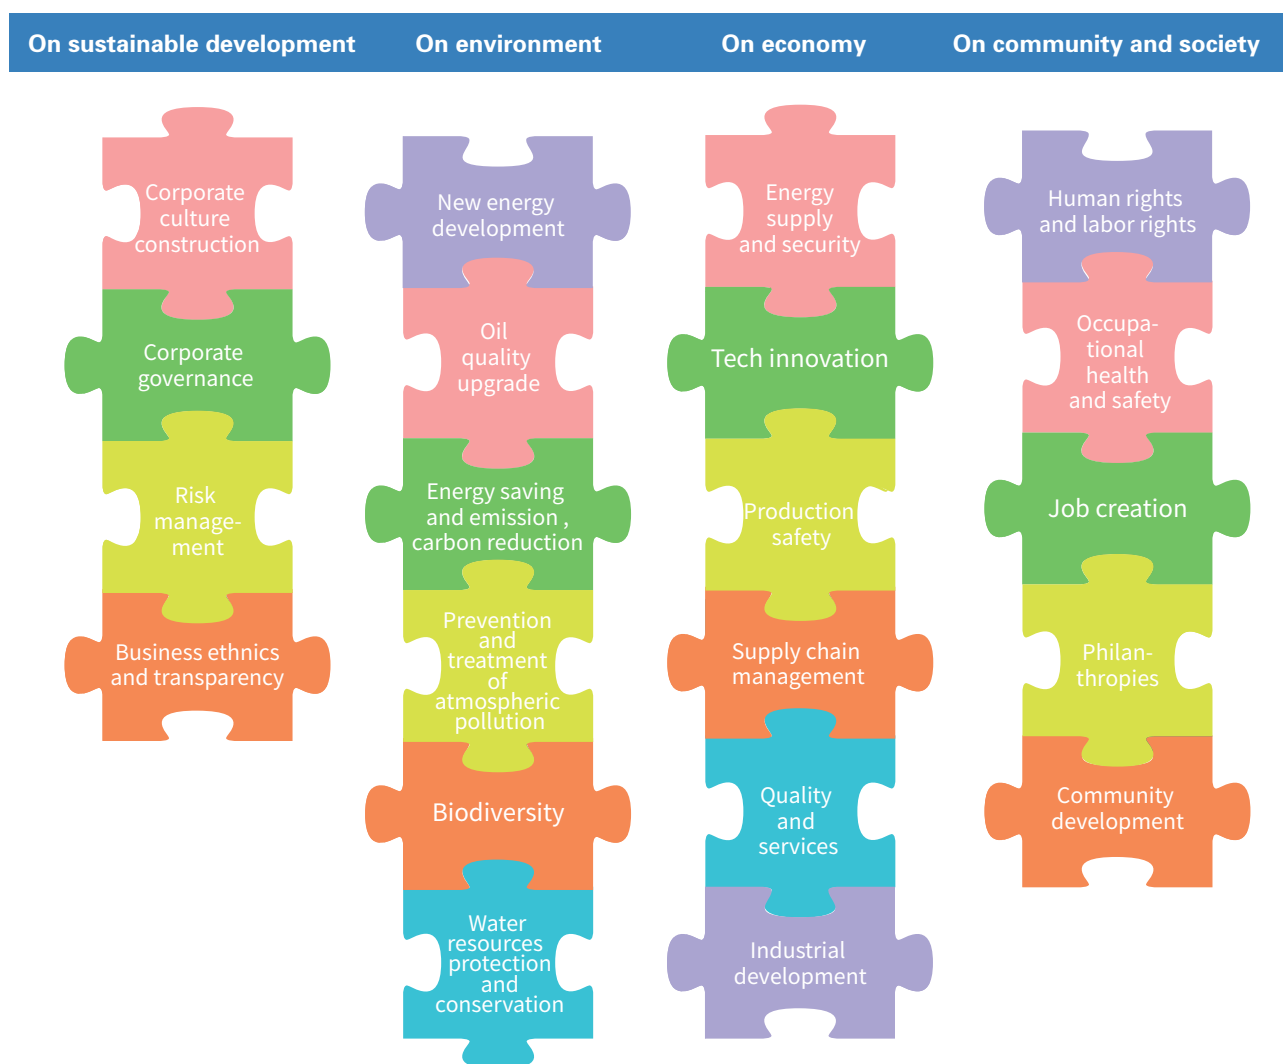 On sustainable development
On environment
On economy
On community and society
Corporate
culture
construction
Corporate
governance
Risk
manage-
ment
Business ethnics
and transparency
New energy
development
Oil
quality
upgrade
Energy saving
and emission ,
carbon reduction
Prevention
and
treatment
of
atmospheric
pollution
Biodiversity
Water
resources
protection
and
conservation
Energy
supply
and security
Tech innovation
Production
safety
Supply chain
management
Quality
and
services
Industrial
development
Human rights
and labor rights
Occupa-
tional
health
and safety
Job creation
Philan-
thropies
Community
development